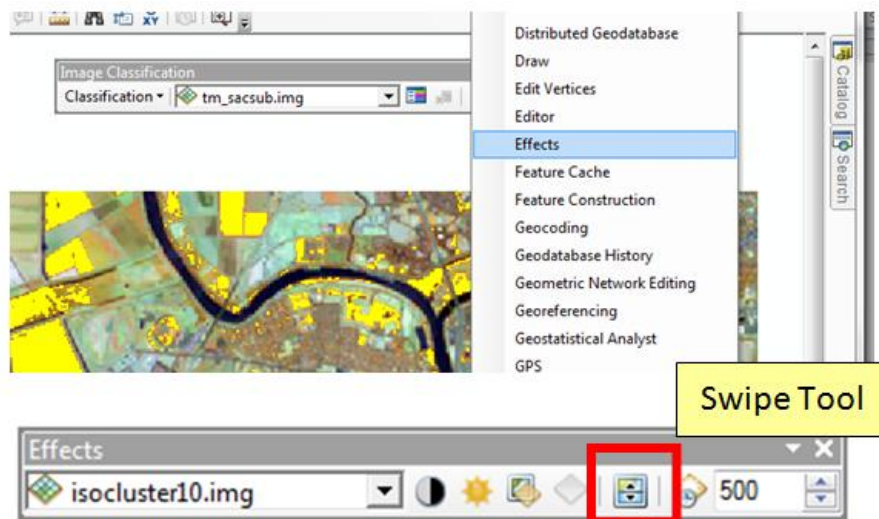 Distributed Geodatabase
Draw
Image Classification
Edit Vertices
Classification
tm_sacsub.img
Editor
Effects
Feature Cache
Feature Construction
Geocoding
Geodatabase History
Geometric Network Editing
Georeferencing
Geostatistical Analyst
GPS
Catalog
Search
Swipe Tool
Effects
isocluster10.img
500